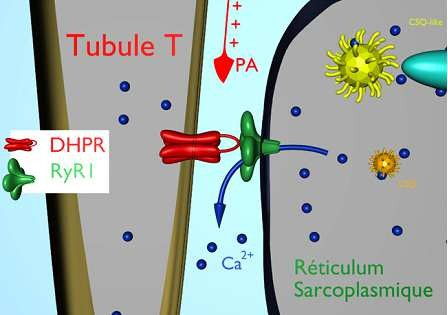 Tubule T
+
+
+
PA
CSQ-like
DHPR
RyR1
CSQ
Ca2+
Réticulum
Sarcoplasmique